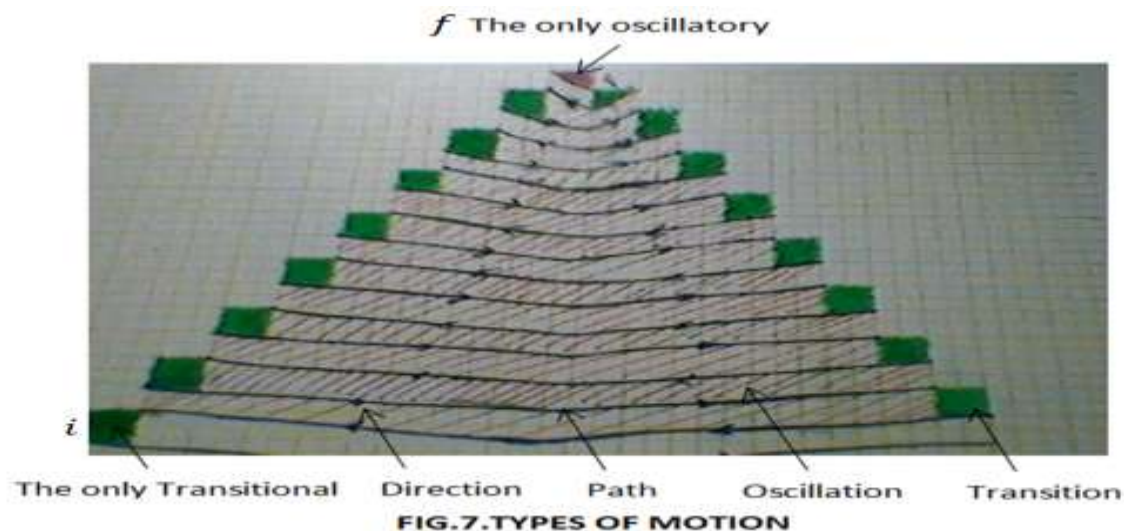 f The only oscillatory
i
The only Transitional Direction Path Oscillation Transition
FIG.7.TYPES OF MOTION